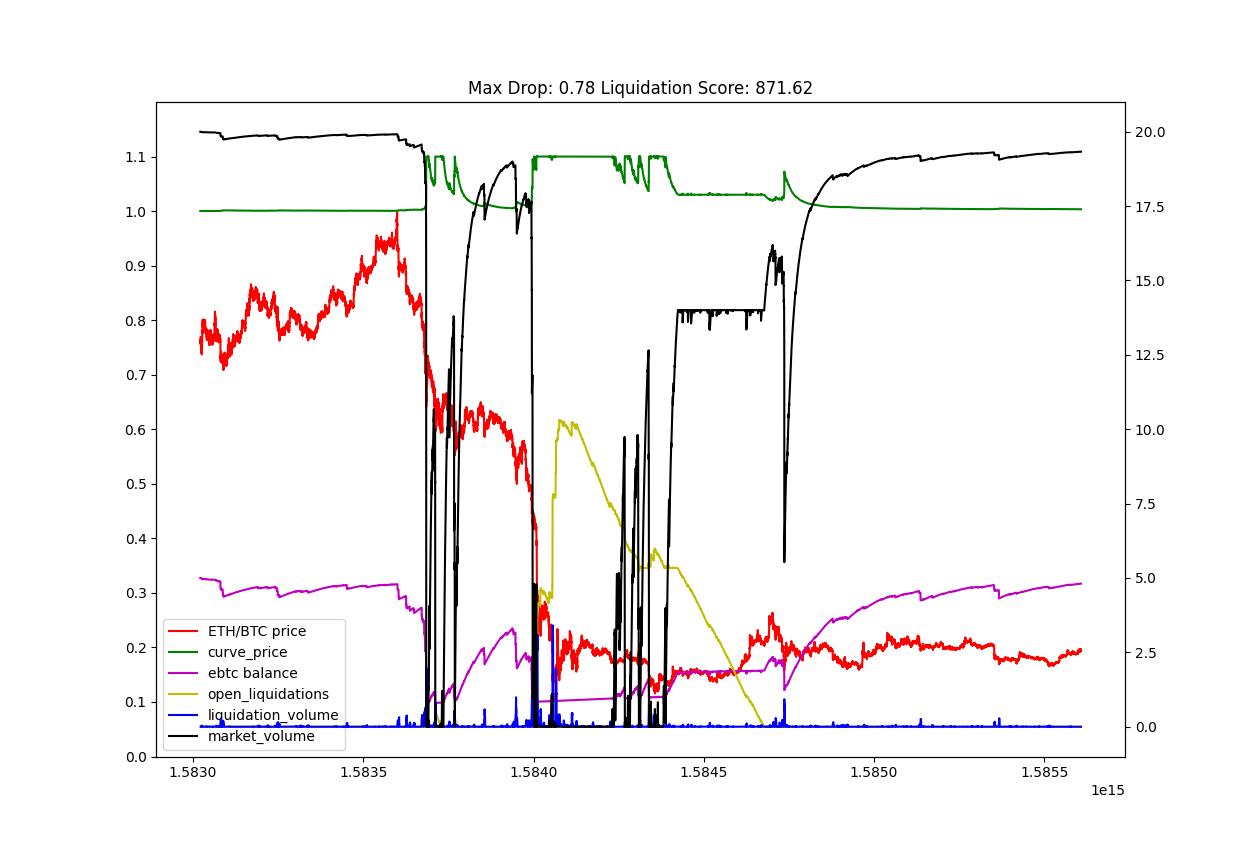 Max Drop: 0.78 Liquidation Score: 871.62
1.1
1.0
0.9
0.8
0.7
0.6
0.5
0.4
0.3
0.2
0.1
0.0
20.0
17.5
15.0
12.5
10.0
7.5
5.0
2.5
0.0
ETH/BTC price
curve_price
ebtc balance
open_liquidations
liquidation_volume
market_volume
1.5830 1.5835 1.5840 1.5845 1.5850 1.5855
1e15